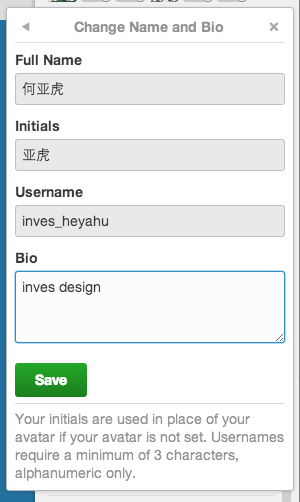 Change Name and Bio
Full Name
何亚虎
Initials
亚虎
Username
inves_heyahu
Bio
inves design
Save
Your initials are used in place of your
avatar if your avatar is not set. Usernames
require a minimum of 3 characters,
alphanumeric only.